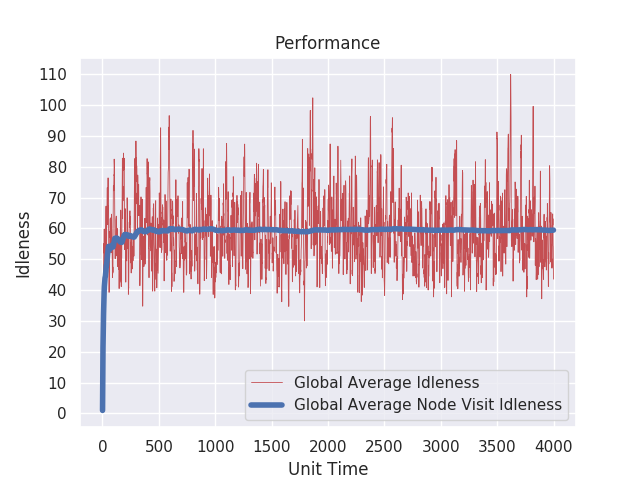 Performance
110
100
90
80
70
60
50
40
30
20
10
0
Idleness
Global Average Idleness
Global Average Node Visit Idleness
0 500 1000 1500 2000 2500 3000 3500 4000
Unit Time